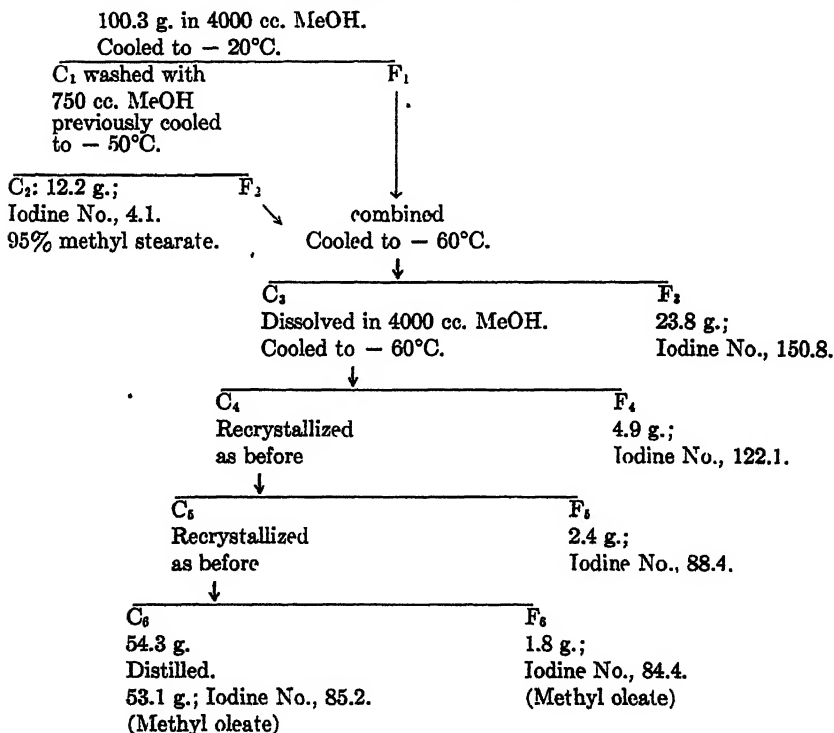 100.3 g. in 4000 cc. MeOH.
Cooled to − 20°C.
C₁ washed with
750 cc. MeOH
previously cooled
to − 50°C.
F₁
C₂: 12.2 g.;
Iodine No., 4.1.
95% methyl stearate.
F₂
combined
Cooled to − 60°C.
C₃
Dissolved in 4000 cc. MeOH.
Cooled to − 60°C.
F₃
23.8 g.;
Iodine No., 150.8.
C₄
Recrystallized
as before
F₄
4.9 g.;
Iodine No., 122.1.
C₅
Recrystallized
as before
F₅
2.4 g.;
Iodine No., 88.4.
C₆
54.3 g.
Distilled.
53.1 g.; Iodine No., 85.2.
(Methyl oleate)
F₆
1.8 g.;
Iodine No., 84.4.
(Methyl oleate)